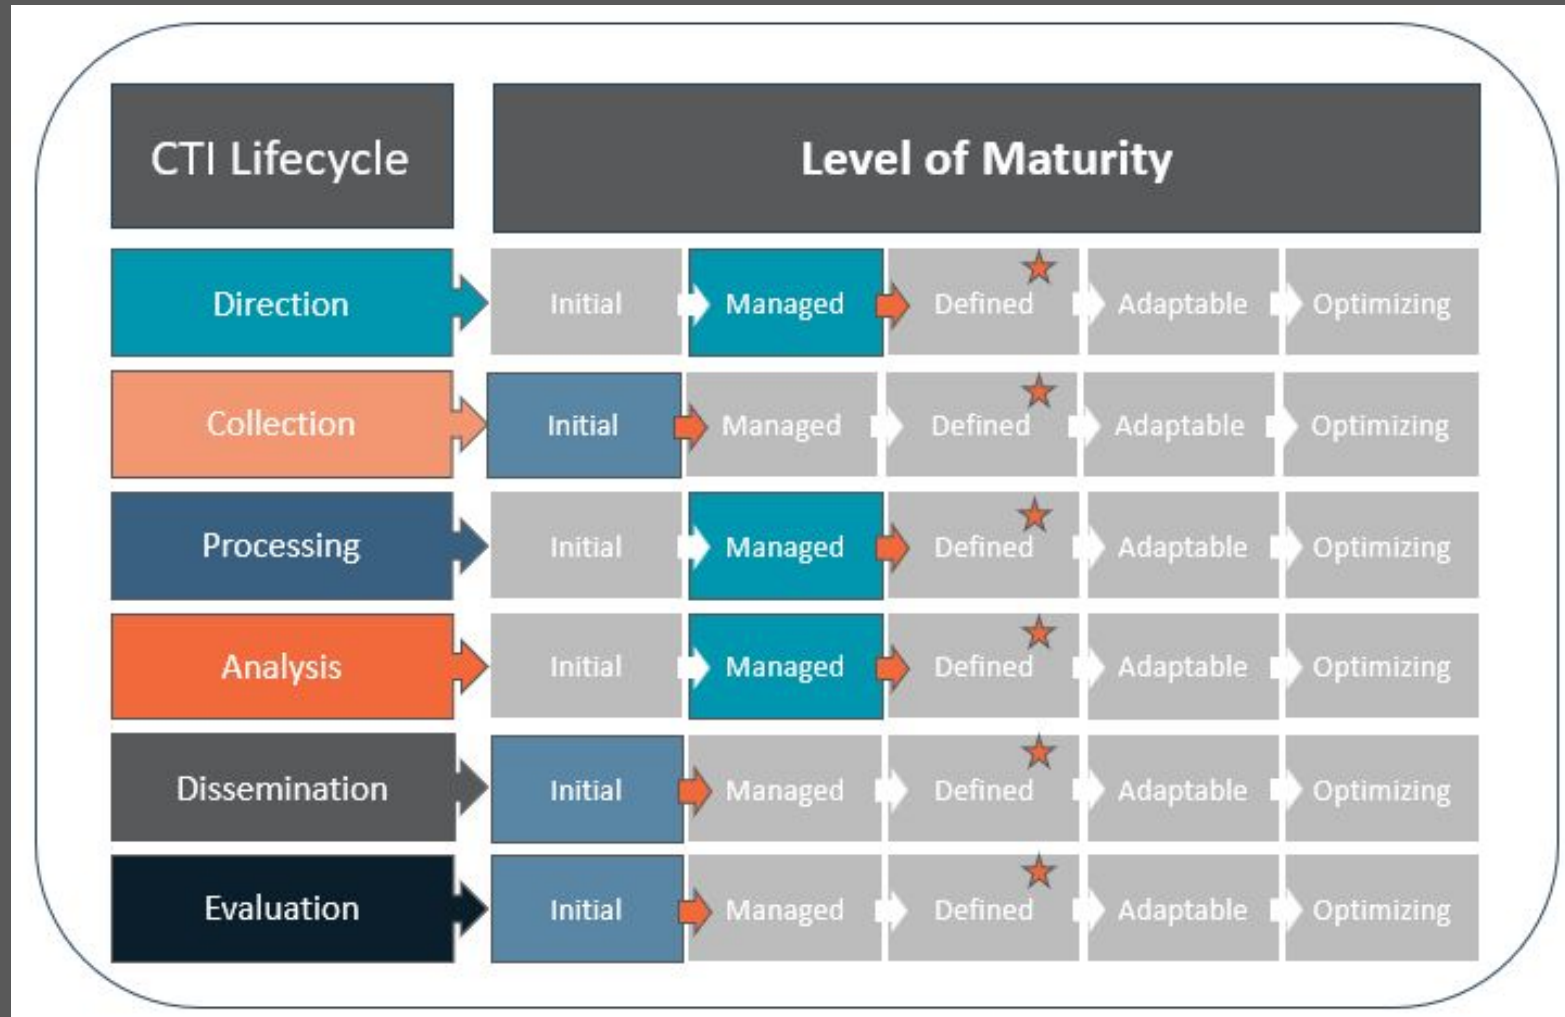 CTI Lifecycle Level of Maturity
Direction Initial Managed Defined Adaptable Optimizing
Collection Initial Managed Defined Adaptable Optimizing
Processing Initial Managed Defined Adaptable Optimizing
Analysis Initial Managed Defined Adaptable Optimizing
Dissemination Initial Managed Defined Adaptable Optimizing
Evaluation Initial Managed Defined Adaptable Optimizing